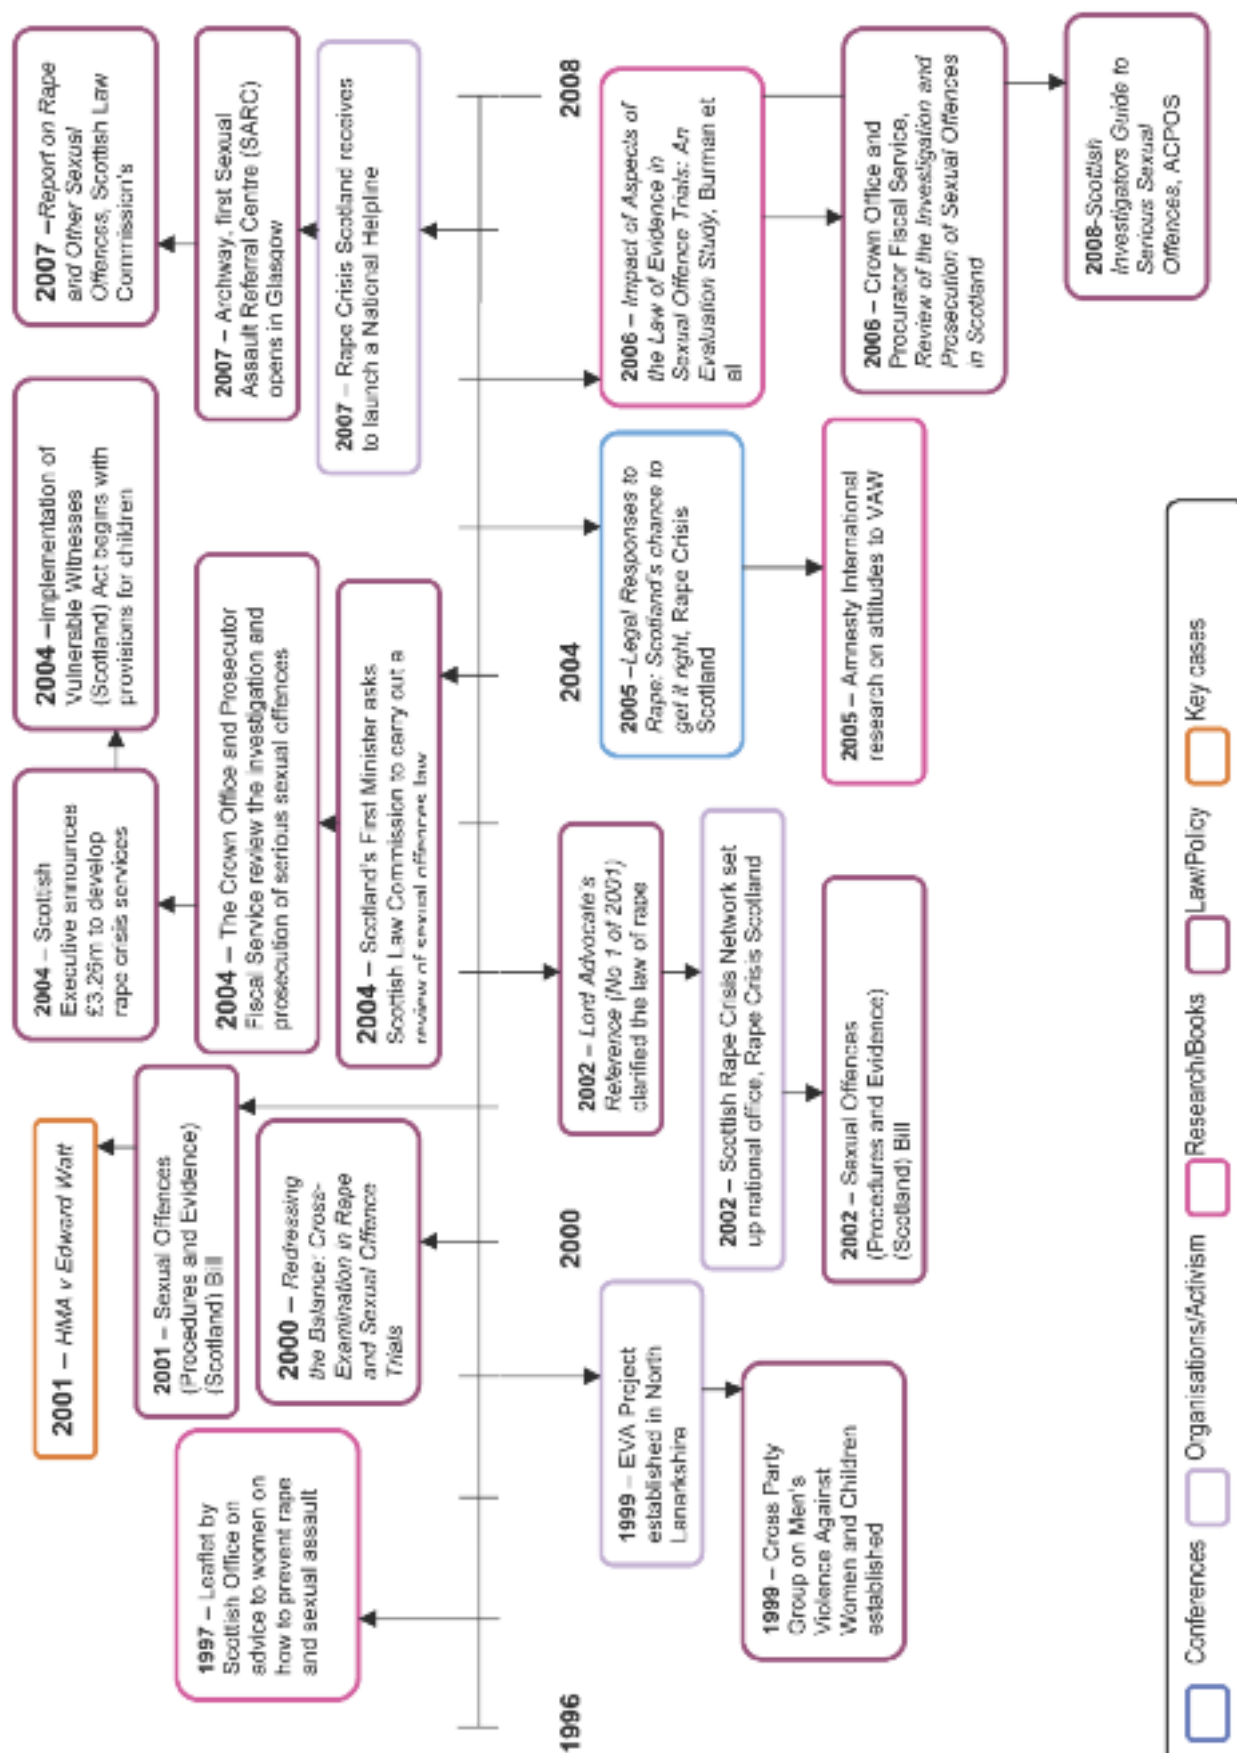 2001 – HMA v Edward Watt
2004 – Scottish
Executive announces
£3.26m to develop
rape crisis services
2004 –Implementation of
Vulnerable Witnesses
(Scotland) Act begins with
provisions for children
2007 –Report on Rape
and Other Sexual
Offences, Scottish Law
Commission's
1997 – Leaflet by
Scottish Office on
advice to women on
how to prevent rape
and sexual assault
2001 – Sexual Offences
(Procedures and Evidence)
(Scotland) Bill
2000 – Redressing
the Balance: Cross-
Examination in Rape
and Sexual Offence
Trials
2004 – The Crown Office and Prosecutor
Fiscal Service review the investigation and
prosecution of serious sexual offences
2004 – Scotland's First Minister asks
Scottish Law Commission to carry out a
review of sexual offences law
2007 – Archway, first Sexual
Assault Referral Centre (SARC)
opens in Glasgow
2007 – Rape Crisis Scotland receives
to launch a National Helpline
1996
2000
2004
2008
1999 – EVA Project
established in North
Lanarkshire
1999 – Cross Party
Group on Men's
Violence Against
Women and Children
established
2002 – Lord Advocate's
Reference (No 1 of 2001)
clarified the law of rape
2002 – Scottish Rape Crisis Network set
up national office, Rape Crisis Scotland
2002 – Sexual Offences
(Procedures and Evidence)
(Scotland) Bill
2005 –Legal Responses to
Rape: Scotland's chance to
get it right, Rape Crisis
Scotland
2005 – Amnesty International
research on attitudes to VAW
2006 – Impact of Aspects of
the Law of Evidence in
Sexual Offence Trials: An
Evaluation Study, Burman et
al
2006 – Crown Office and
Procurator Fiscal Service,
Review of the Investigation and
Prosecution of Sexual Offences
in Scotland
2008-Scottish
Investigators Guide to
Serious Sexual
Offences, ACPOS
Conferences Organisations/Activism Research/Books Law/Policy Key cases